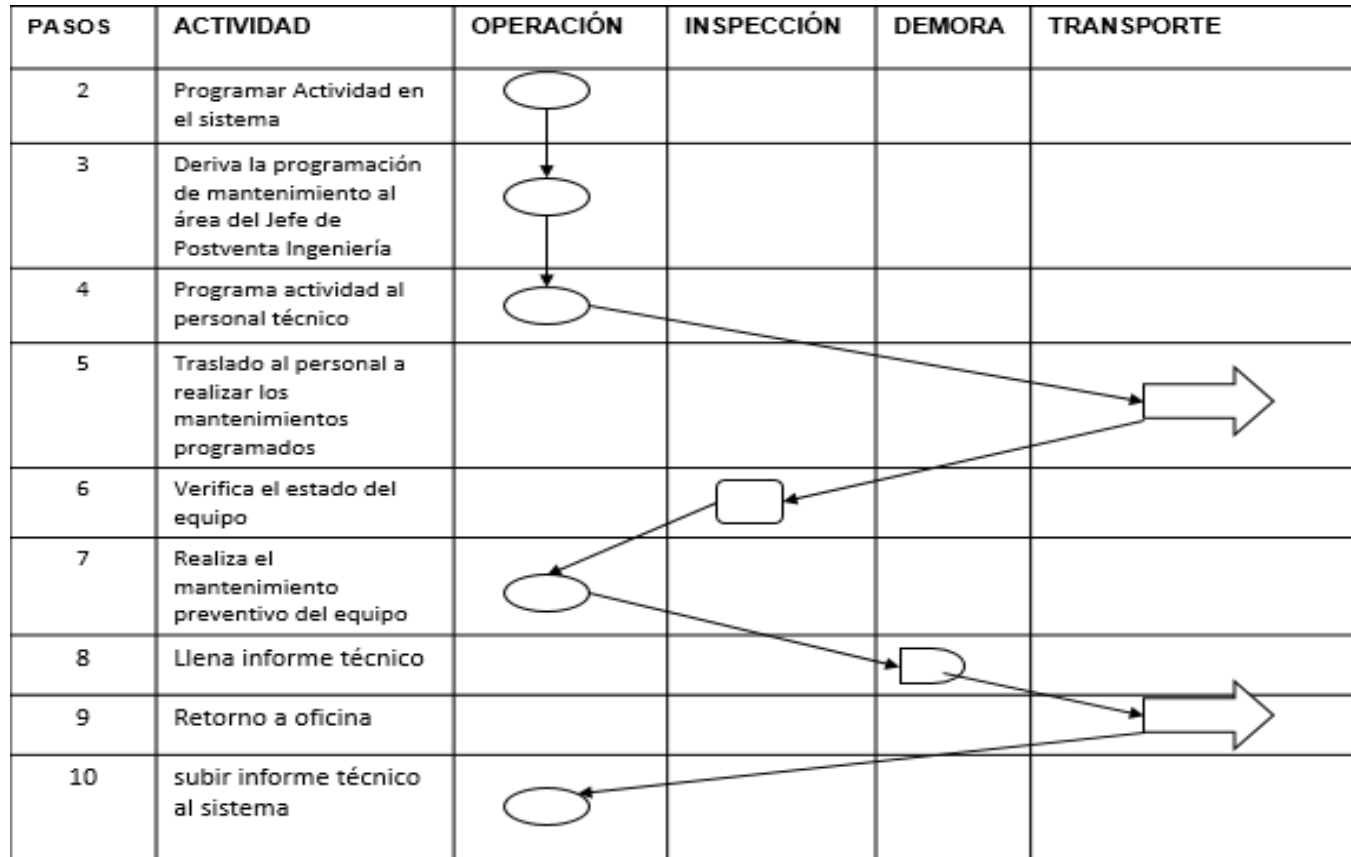 PASOS ACTIVIDAD OPERACIÓN INSPECCIÓN DEMORA TRANSPORTE
2 Programar Actividad en
el sistema
3 Deriva la programación
de mantenimiento al
área del Jefe de
Postventa Ingeniería
4 Programa actividad al
personal técnico
5 Traslado al personal a
realizar los
mantenimientos
programados
6 Verifica el estado del
equipo
7 Realiza el
mantenimiento
preventivo del equipo
8 Llena informe técnico
9 Retorno a oficina
10 subir informe técnico
al sistema